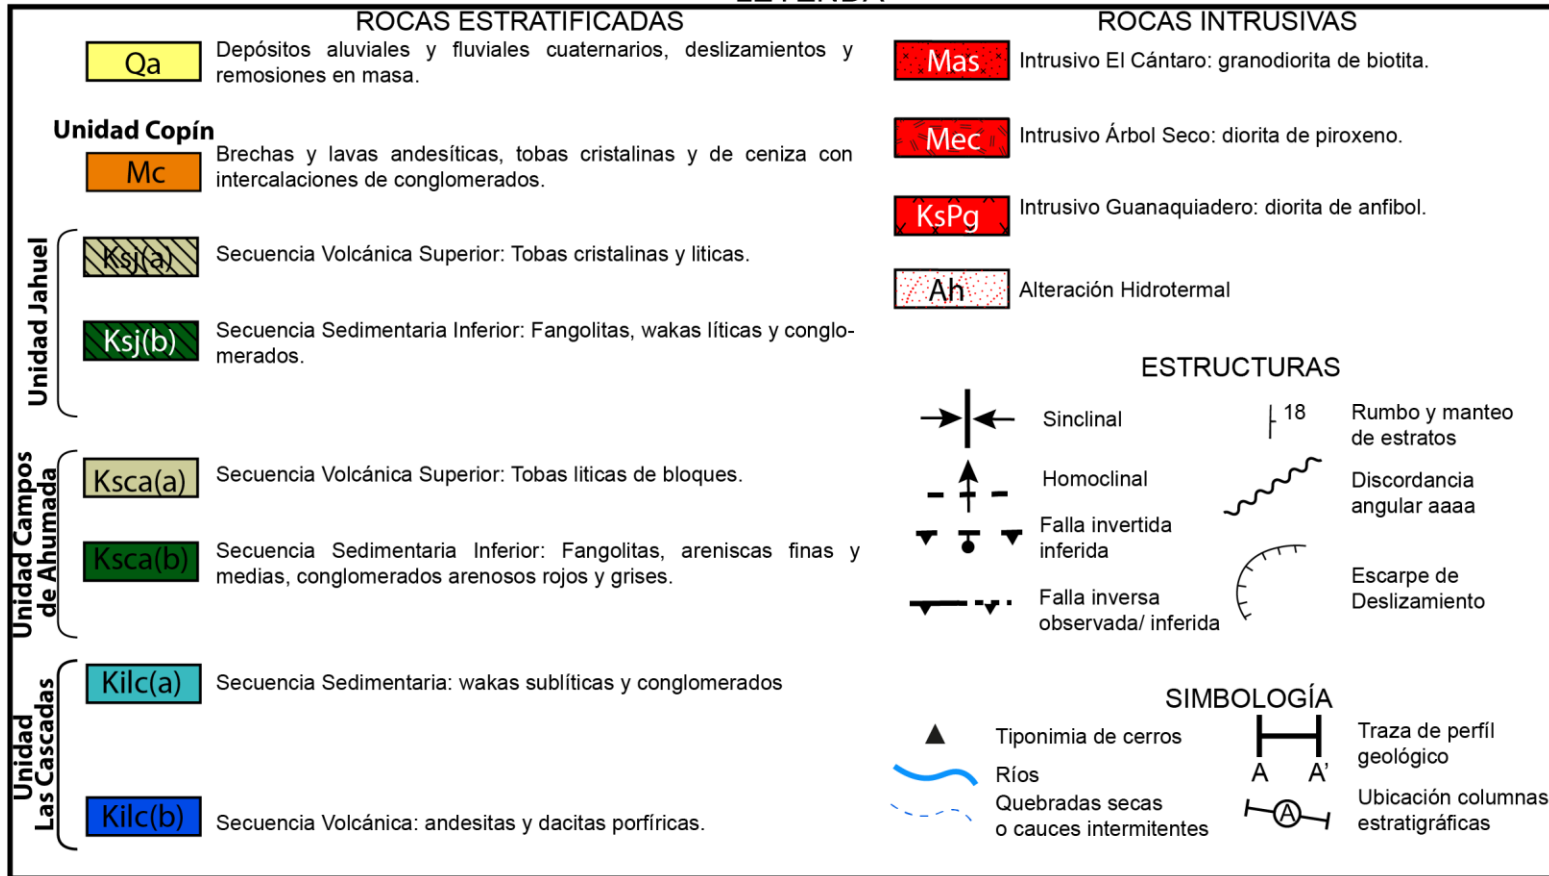 LEYENDA
ROCAS ESTRATIFICADAS
Qa
Depósitos aluviales y fluviales cuaternarios, deslizamientos y
remosiones en masa.
Unidad Copín
Mc
Brechas y lavas andesíticas, tobas cristalinas y de ceniza con
intercalaciones de conglomerados.
Unidad Jahuel
Ksj(a)
Secuencia Volcánica Superior: Tobas cristalinas y liticas.
Ksj(b)
Secuencia Sedimentaria Inferior: Fangolitas, wakas líticas y conglo-
merados.
Unidad Campos
de Ahumada
Ksca(a)
Secuencia Volcánica Superior: Tobas liticas de bloques.
Ksca(b)
Secuencia Sedimentaria Inferior: Fangolitas, areniscas finas y
medias, conglomerados arenosos rojos y grises.
Unidad
Las Cascadas
Kilc(a)
Secuencia Sedimentaria: wakas sublíticas y conglomerados
Kilc(b)
Secuencia Volcánica: andesitas y dacitas porfíricas.
ROCAS INTRUSIVAS
Mas
Intrusivo El Cántaro: granodiorita de biotita.
Mec
Intrusivo Árbol Seco: diorita de piroxeno.
KsPg
Intrusivo Guanaquiadero: diorita de anfibol.
Ah
Alteración Hidrotermal
ESTRUCTURAS
Sinclinal
Homoclinal
Falla invertida
inferida
Falla inversa
observada/ inferida
18
Rumbo y manteo
de estratos
Discordancia
angular aaaa
Escarpe de
Deslizamiento
SIMBOLOGÍA
Tiponimia de cerros
Ríos
Quebradas secas
o cauces intermitentes
A A'
Traza de perfíl
geológico
A
Ubicación columnas
estratigráficas